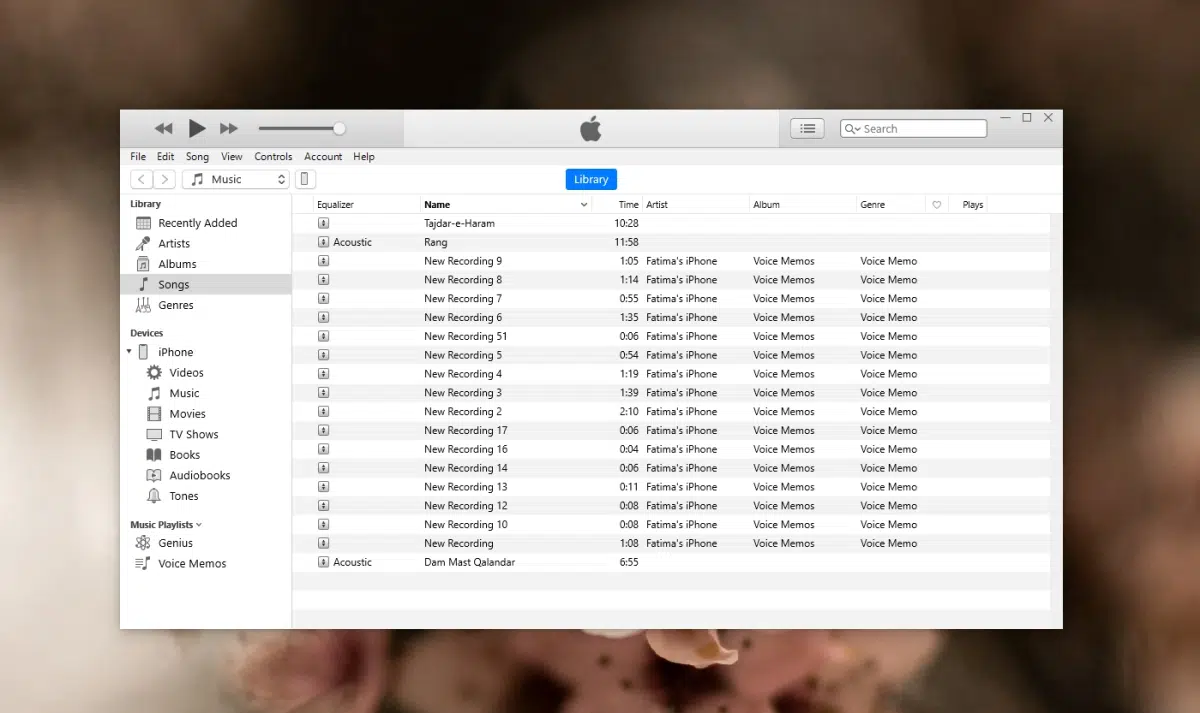 Search
File Edit Song View Controls Account Help
Music Library
Library
Recently Added
Artists
Albums
Songs
Genres
Devices
iPhone
Videos
Music
Movies
TV Shows
Books
Audiobooks
Tones
Music Playlists
Genius
Voice Memos
Equalizer Name Time Artist Album Genre Plays
Tajdar-e-Haram 10:28
Acoustic Rang 11:58
New Recording 9 1:05 Fatima's iPhone Voice Memos Voice Memo
New Recording 8 1:14 Fatima's iPhone Voice Memos Voice Memo
New Recording 7 0:55 Fatima's iPhone Voice Memos Voice Memo
New Recording 6 1:35 Fatima's iPhone Voice Memos Voice Memo
New Recording 51 0:06 Fatima's iPhone Voice Memos Voice Memo
New Recording 5 0:54 Fatima's iPhone Voice Memos Voice Memo
New Recording 4 1:19 Fatima's iPhone Voice Memos Voice Memo
New Recording 3 1:39 Fatima's iPhone Voice Memos Voice Memo
New Recording 2 2:10 Fatima's iPhone Voice Memos Voice Memo
New Recording 17 0:06 Fatima's iPhone Voice Memos Voice Memo
New Recording 16 0:04 Fatima's iPhone Voice Memos Voice Memo
New Recording 14 0:06 Fatima's iPhone Voice Memos Voice Memo
New Recording 13 0:11 Fatima's iPhone Voice Memos Voice Memo
New Recording 12 0:08 Fatima's iPhone Voice Memos Voice Memo
New Recording 10 0:08 Fatima's iPhone Voice Memos Voice Memo
New Recording 1:08 Fatima's iPhone Voice Memos Voice Memo
Acoustic Dam Mast Qalandar 6:55